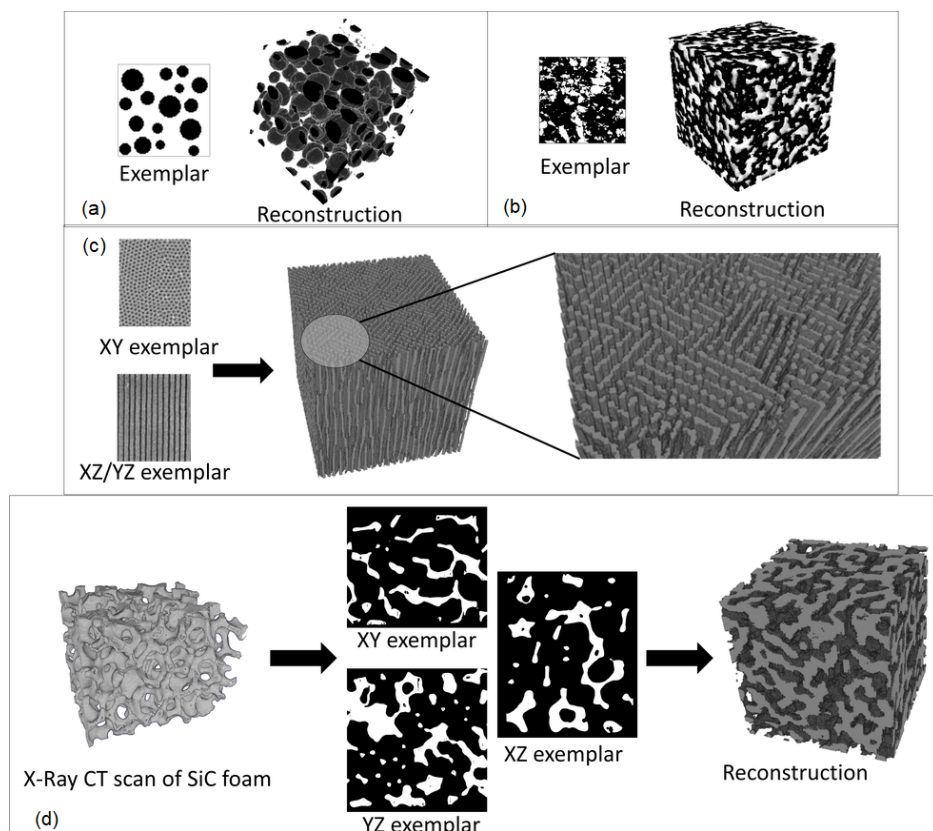 Exemplar
Reconstruction
(a)
Exemplar
Reconstruction
(b)
(c)
XY exemplar
XZ/YZ exemplar
X-Ray CT scan of SiC foam
XY exemplar
YZ exemplar
XZ exemplar
Reconstruction
(d)